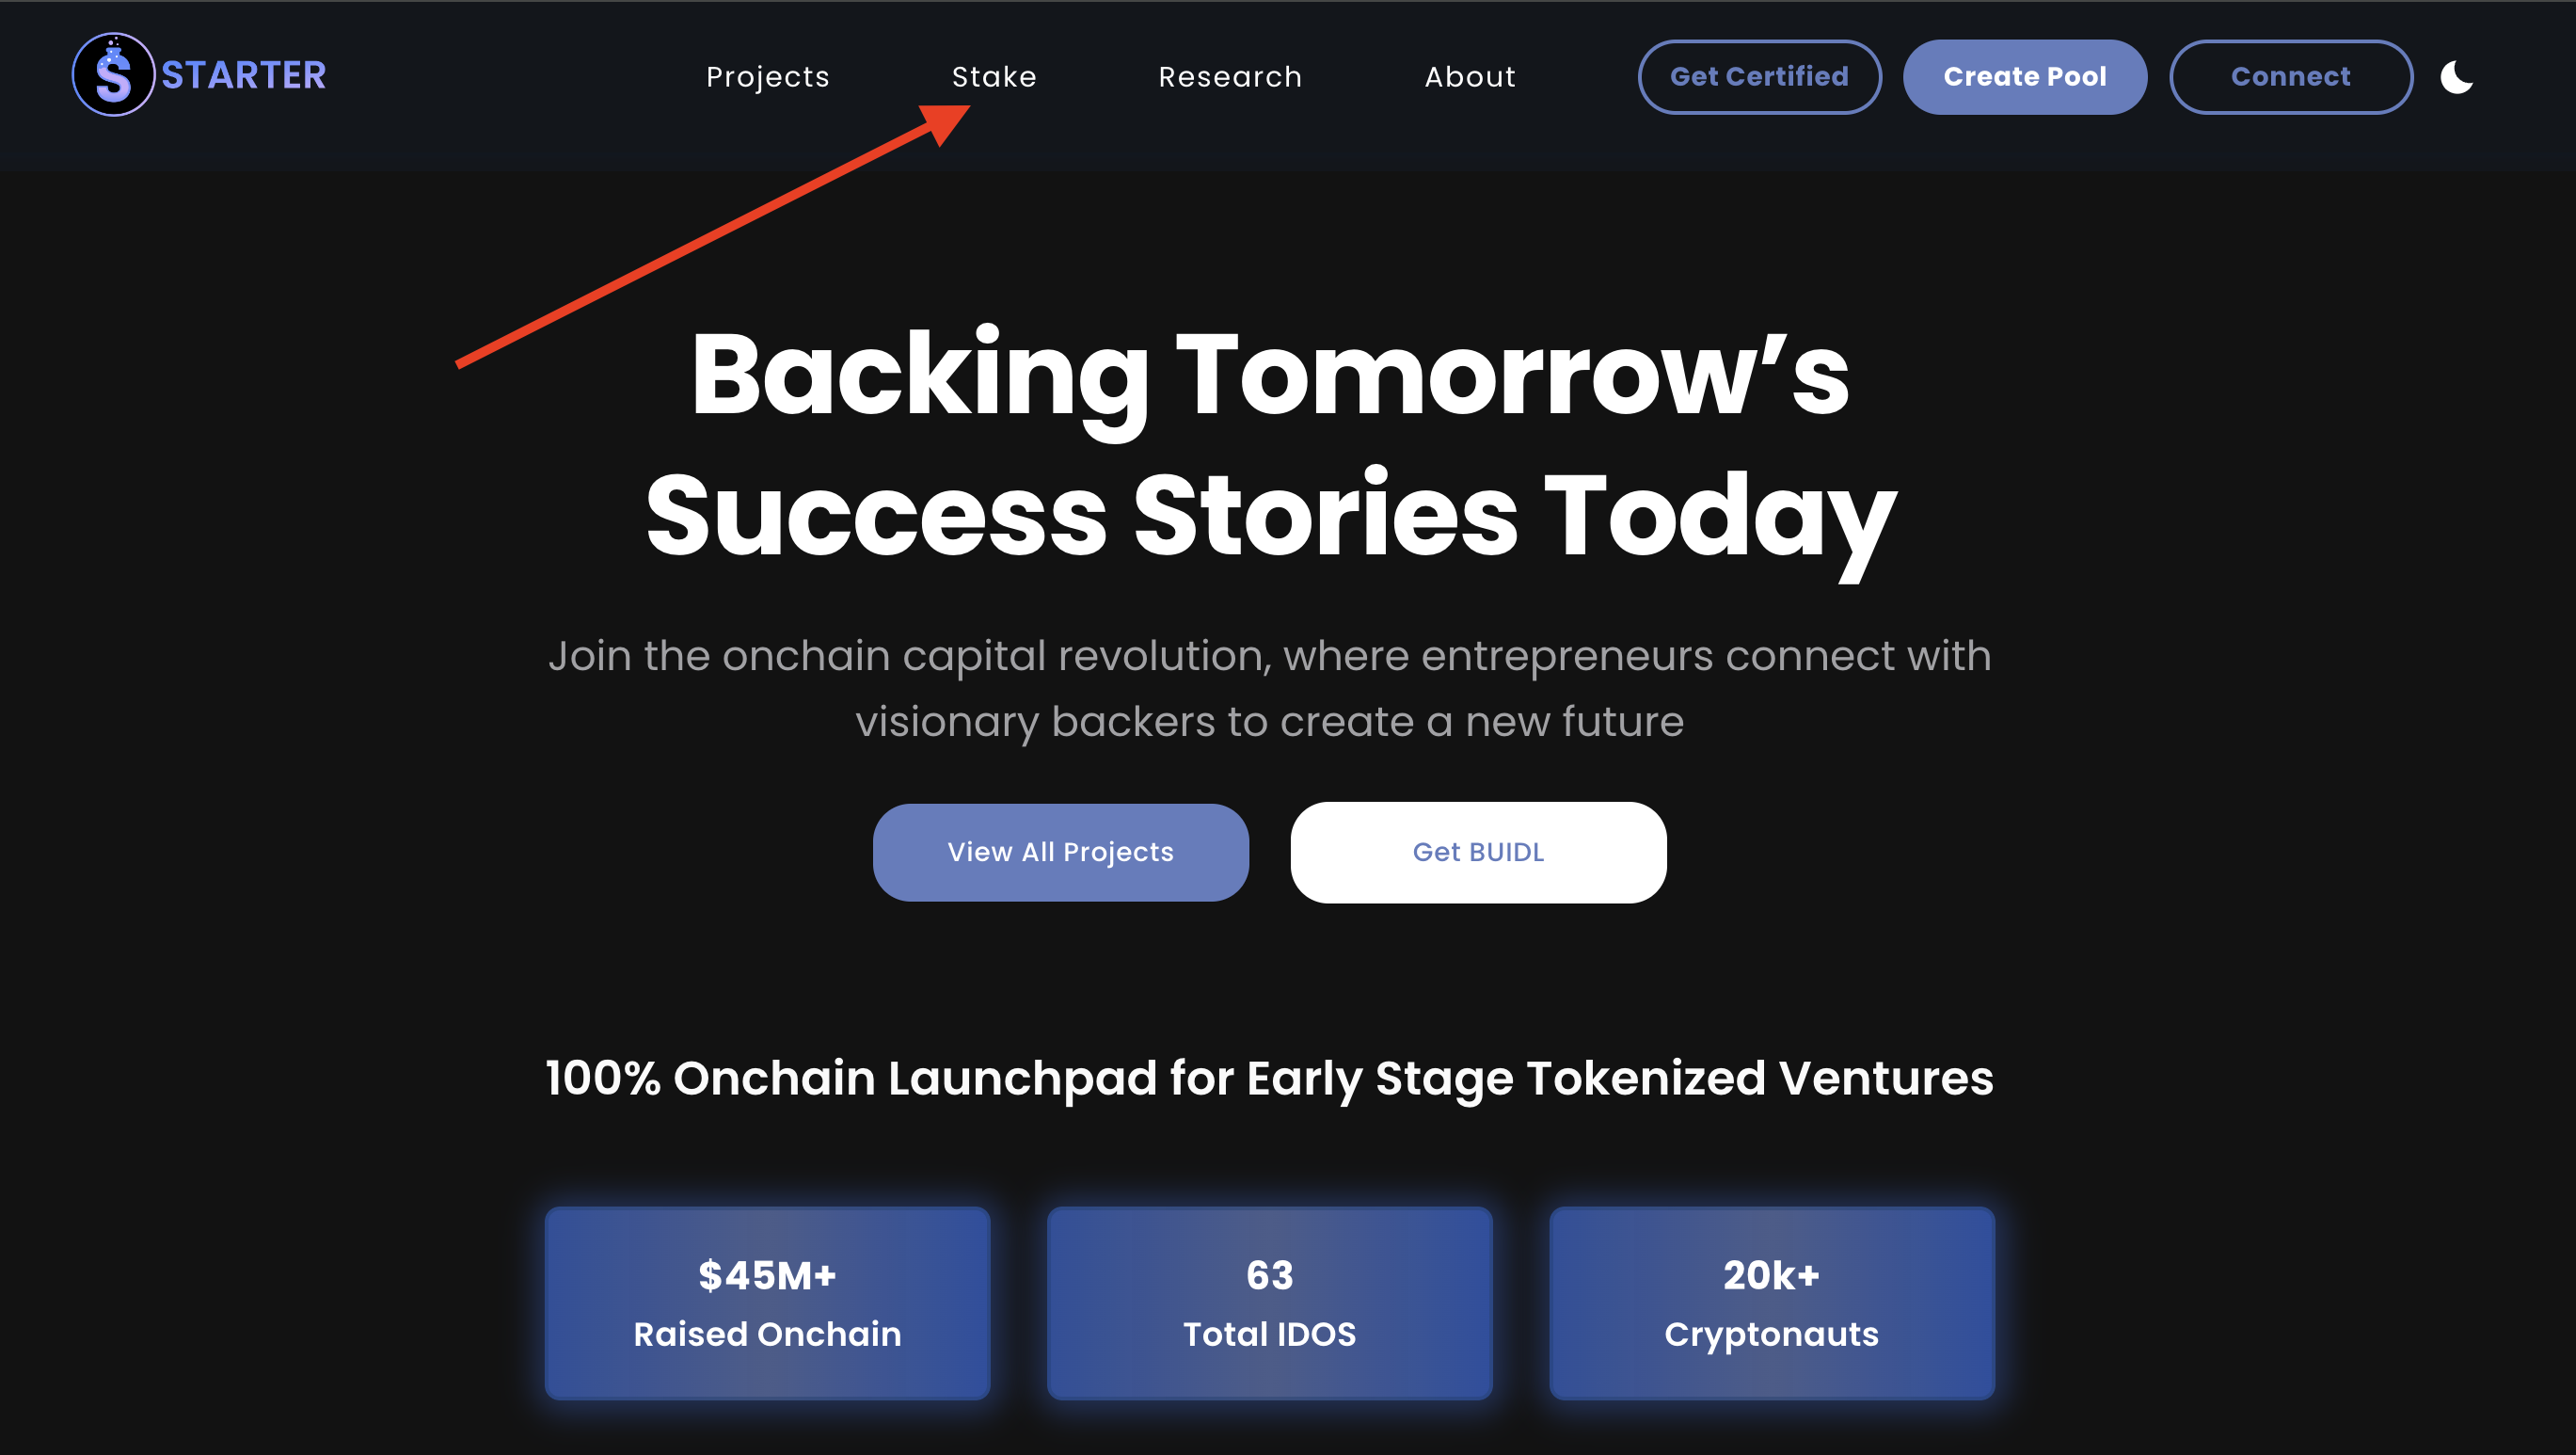 STARTER
Projects
Stake
Research
About
Get Certified
Create Pool
Connect
Backing Tomorrow’s
Success Stories Today
Join the onchain capital revolution, where entrepreneurs connect with
visionary backers to create a new future
View All Projects
Get BUIDL
100% Onchain Launchpad for Early Stage Tokenized Ventures
$45M+
Raised Onchain
63
Total IDOS
20k+
Cryptonauts